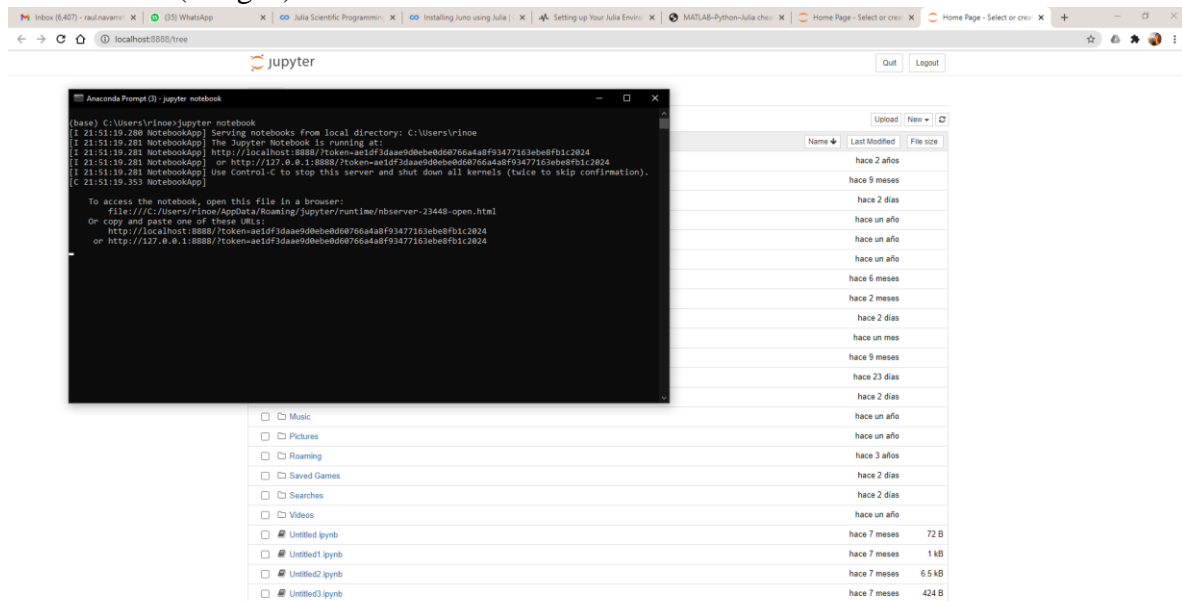 Inbox (6,407) - raul.navarre
(35) WhatsApp
Julia Scientific Programming
Installing Juno using Julia |
Setting up Your Julia Enviro
MATLAB-Python-Julia chea
Home Page - Select or creat
Home Page - Select or creat
localhost:8888/tree
jupyter
Quit
Logout
Anaconda Prompt (3) - jupyter notebook
(base) C:\Users\rinoe>jupyter notebook
[I 21:51:19.280 NotebookApp] Serving notebooks from local directory: C:\Users\rinoe
[I 21:51:19.281 NotebookApp] The Jupyter Notebook is running at:
[I 21:51:19.281 NotebookApp] http://localhost:8888/?token=ae1df3daae9d0ebe0d60766a4a8f93477163ebe8fb1c2024
[I 21:51:19.281 NotebookApp]  or http://127.0.0.1:8888/?token=ae1df3daae9d0ebe0d60766a4a8f93477163ebe8fb1c2024
[I 21:51:19.281 NotebookApp] Use Control-C to stop this server and shut down all kernels (twice to skip confirmation).
[C 21:51:19.353 NotebookApp]
To access the notebook, open this file in a browser:
file:///C:/Users/rinoe/AppData/Roaming/jupyter/runtime/nbserver-23448-open.html
Or copy and paste one of these URLs:
http://localhost:8888/?token=ae1df3daae9d0ebe0d60766a4a8f93477163ebe8fb1c2024
or http://127.0.0.1:8888/?token=ae1df3daae9d0ebe0d60766a4a8f93477163ebe8fb1c2024
Upload New
Name Last Modified File size
hace 2 años
hace 9 meses
hace 2 días
hace un año
hace un año
hace un año
hace 6 meses
hace 2 meses
hace 2 días
hace un mes
hace 9 meses
hace 23 días
hace 2 días
Music hace un año
Pictures hace un año
Roaming hace 3 años
Saved Games hace 2 días
Searches hace 2 días
Videos hace un año
Untitled.ipynb hace 7 meses 72 B
Untitled1.ipynb hace 7 meses 1 kB
Untitled2.ipynb hace 7 meses 6.5 kB
Untitled3.ipynb hace 7 meses 424 B